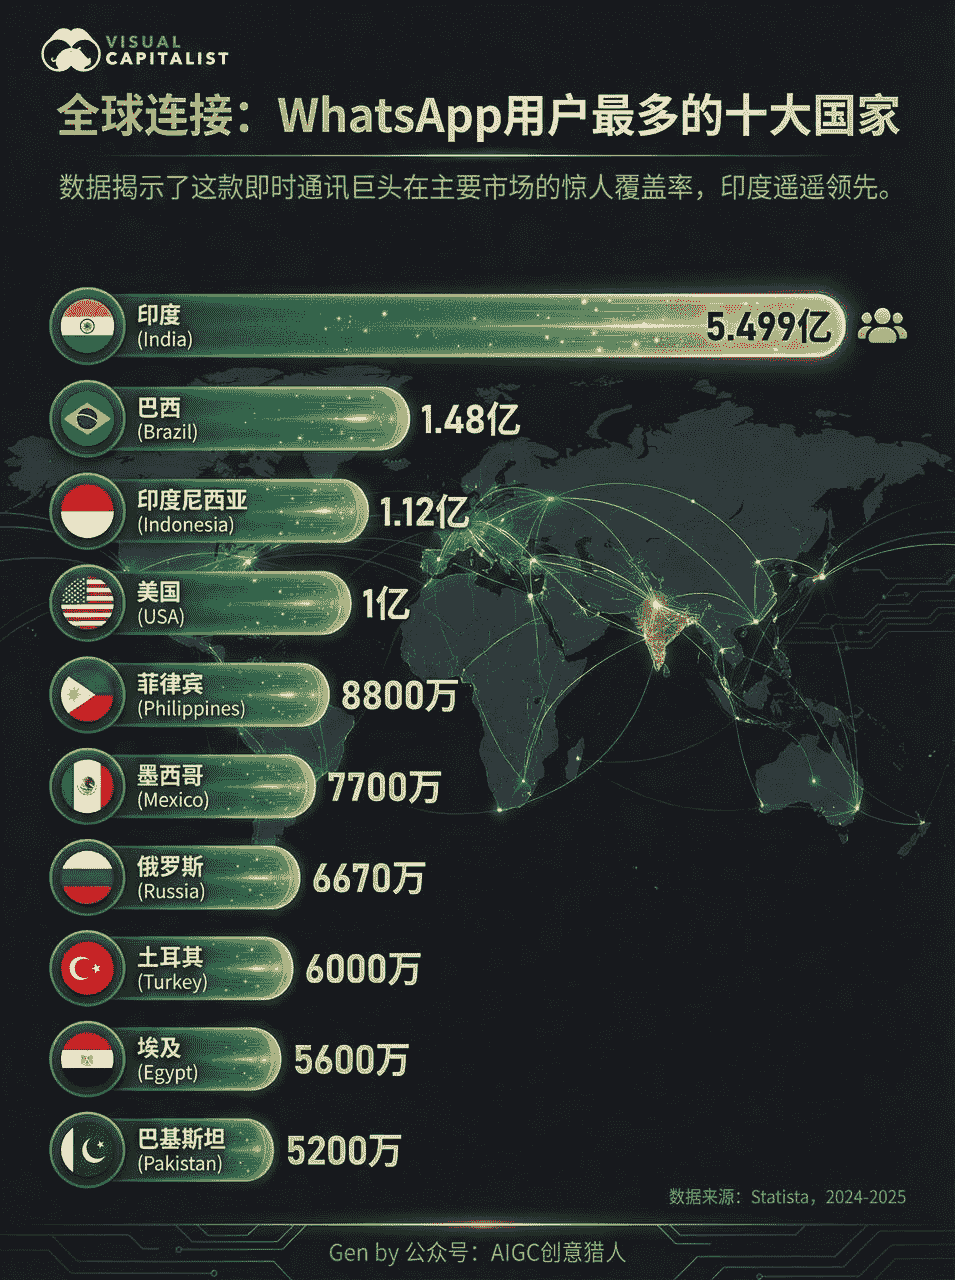 VISUAL
CAPITALIST
全球连接：WhatsApp用户最多的十大国家
数据揭示了这款即时通讯巨头在主要市场的惊人覆盖率，印度遥遥领先。
印度
(India)
5.499亿
巴西
(Brazil)
1.48亿
印度尼西亚
(Indonesia)
1.12亿
美国
(USA)
1亿
菲律宾
(Philippines)
8800万
墨西哥
(Mexico)
7700万
俄罗斯
(Russia)
6670万
土耳其
(Turkey)
6000万
埃及
(Egypt)
5600万
巴基斯坦
(Pakistan)
5200万
数据来源：Statista，2024-2025
Gen by 公众号：AIGC创意猎人